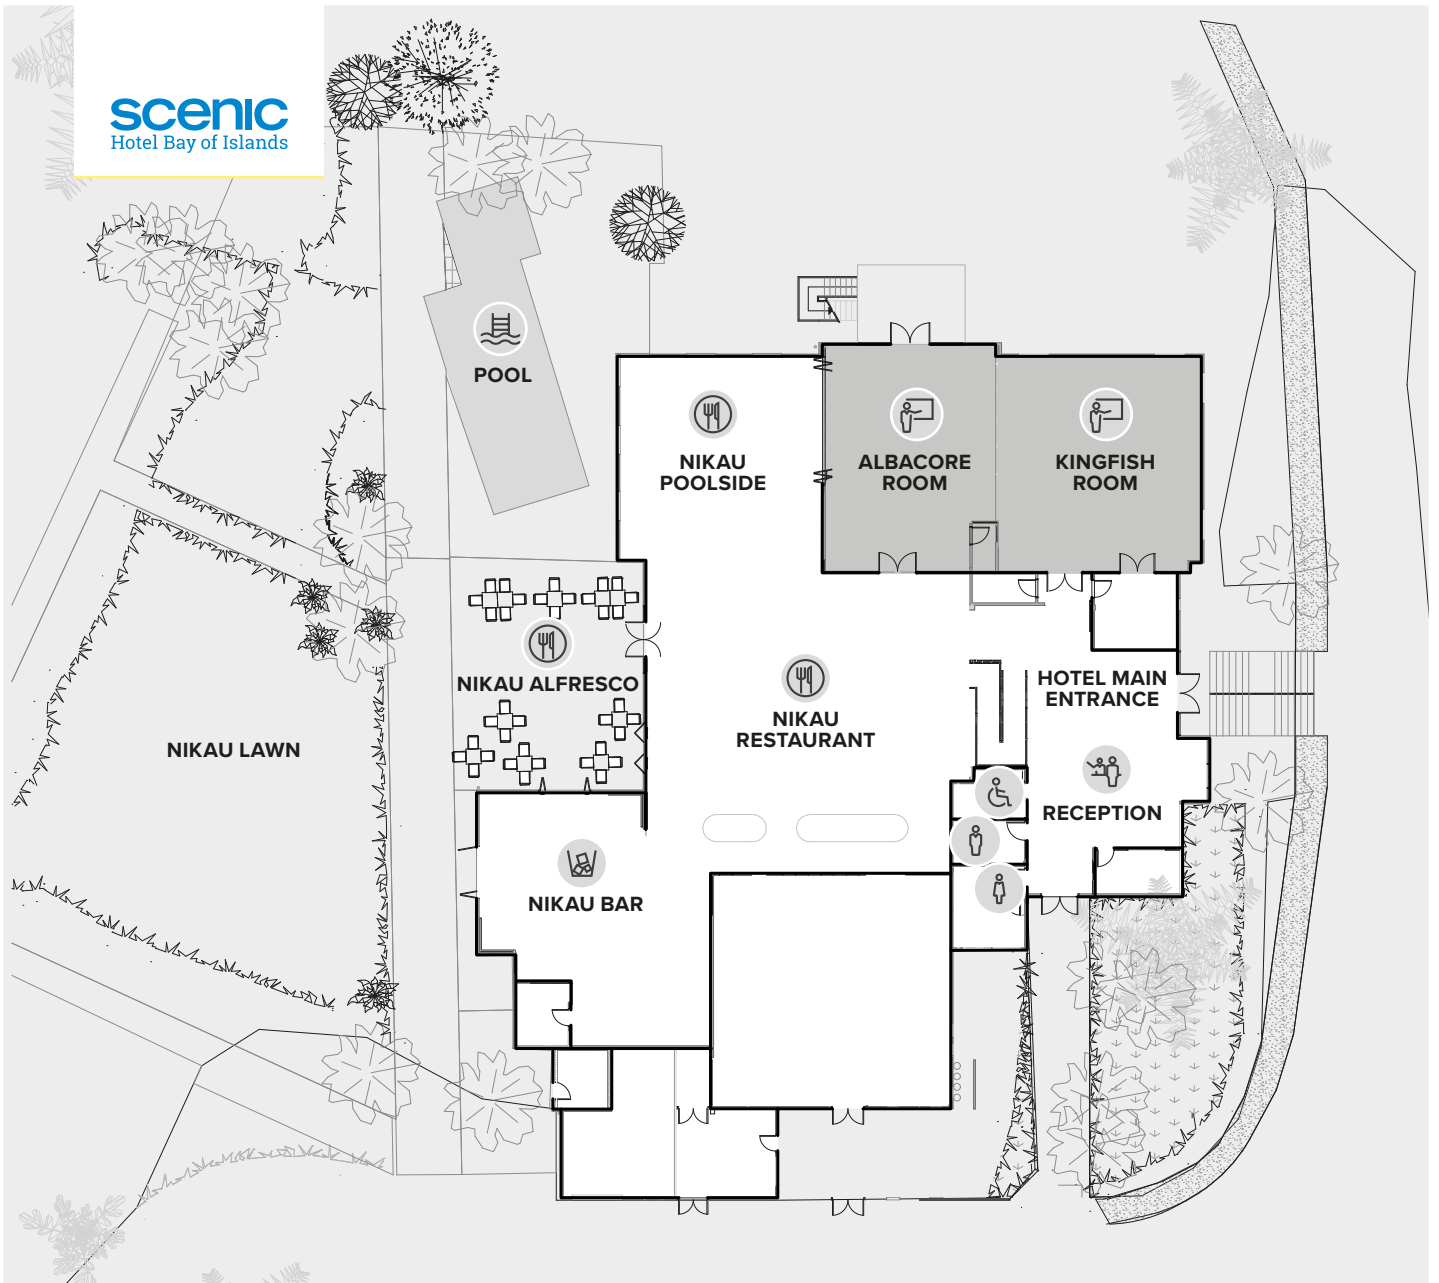 scenic
Hotel Bay of Islands
POOL
NIKAU
POOLSIDE
ALBACORE
ROOM
KINGFISH
ROOM
NIKAU ALFRESCO
HOTEL MAIN
ENTRANCE
NIKAU
RESTAURANT
NIKAU LAWN
RECEPTION
NIKAU BAR